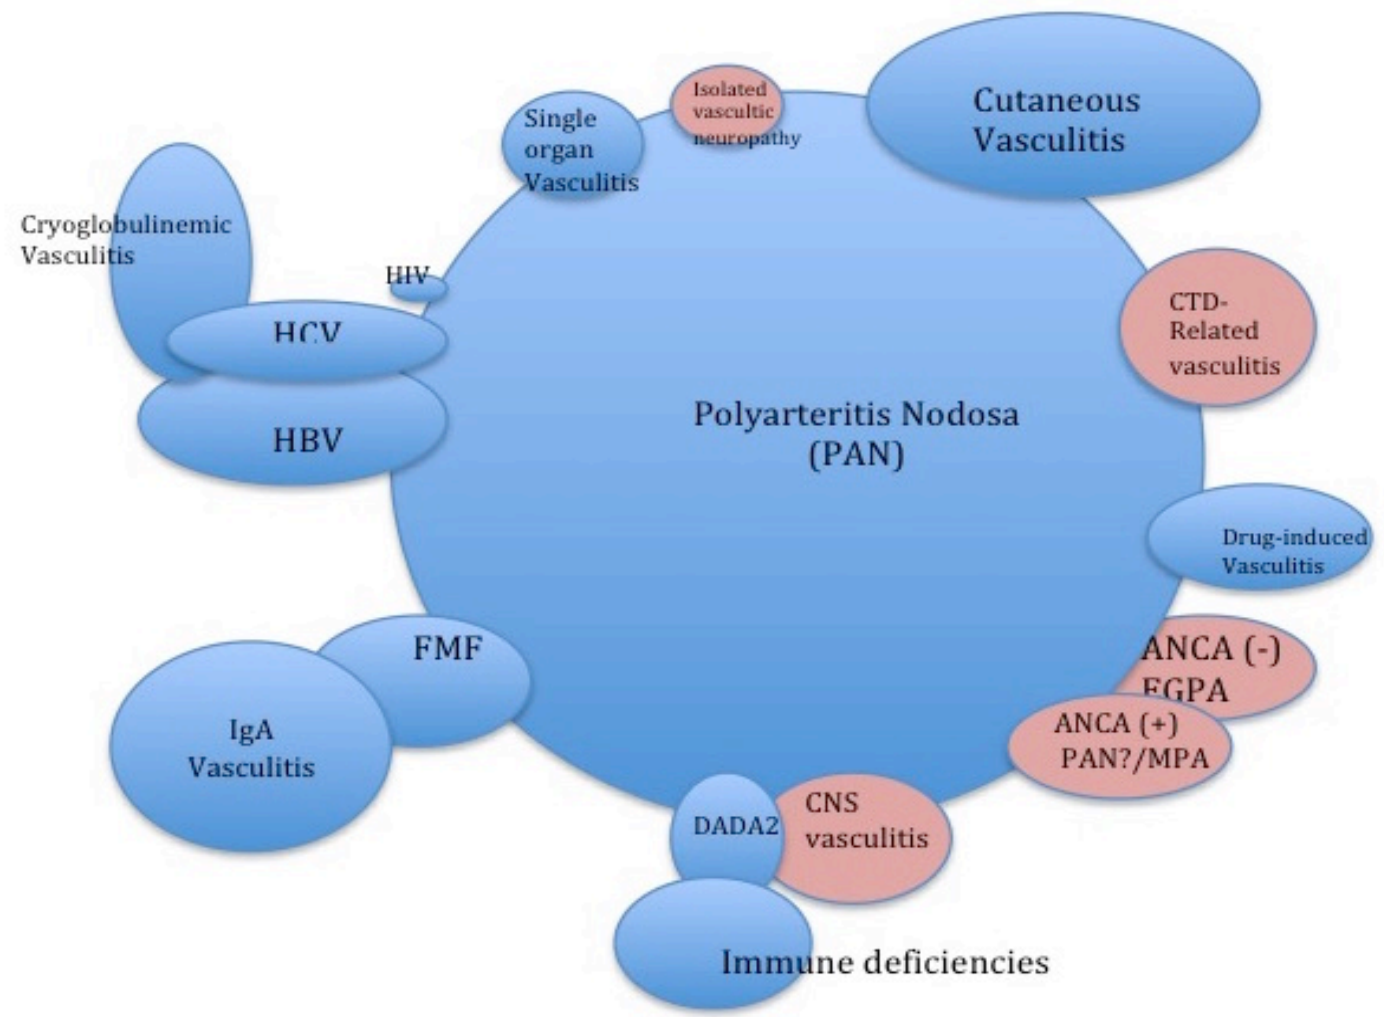 Isolated
vascultic
neuropathy
Single
organ
Vasculitis
Cutaneous
Vasculitis
Cryoglobulinemic
Vasculitis
HIV
HCV
HBV
CTD-
Related
vasculitis
Polyarteritis Nodosa
(PAN)
Drug-induced
Vasculitis
FMF
IgA
Vasculitis
ANCA (-)
EGPA
ANCA (+)
PAN?/MPA
DADA2
CNS
vasculitis
Immune deficiencies